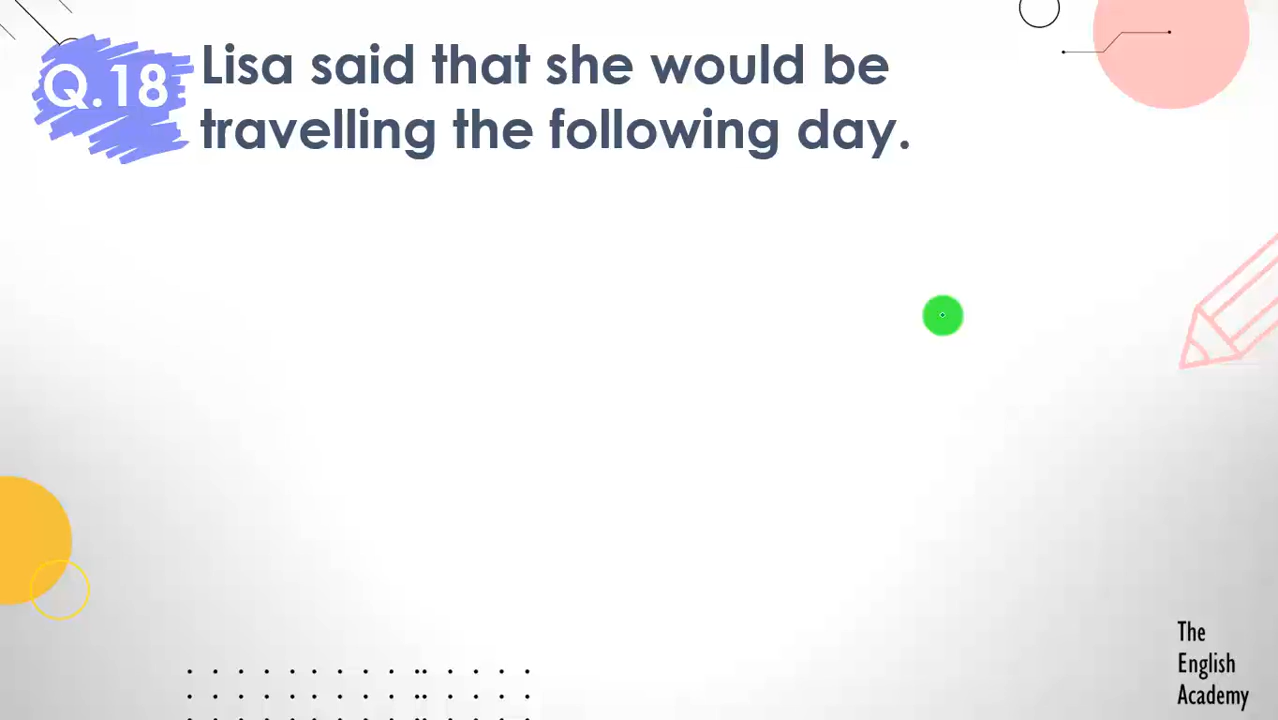 Q.18
Lisa said that she would be
travelling the following day.
The
English
Academy